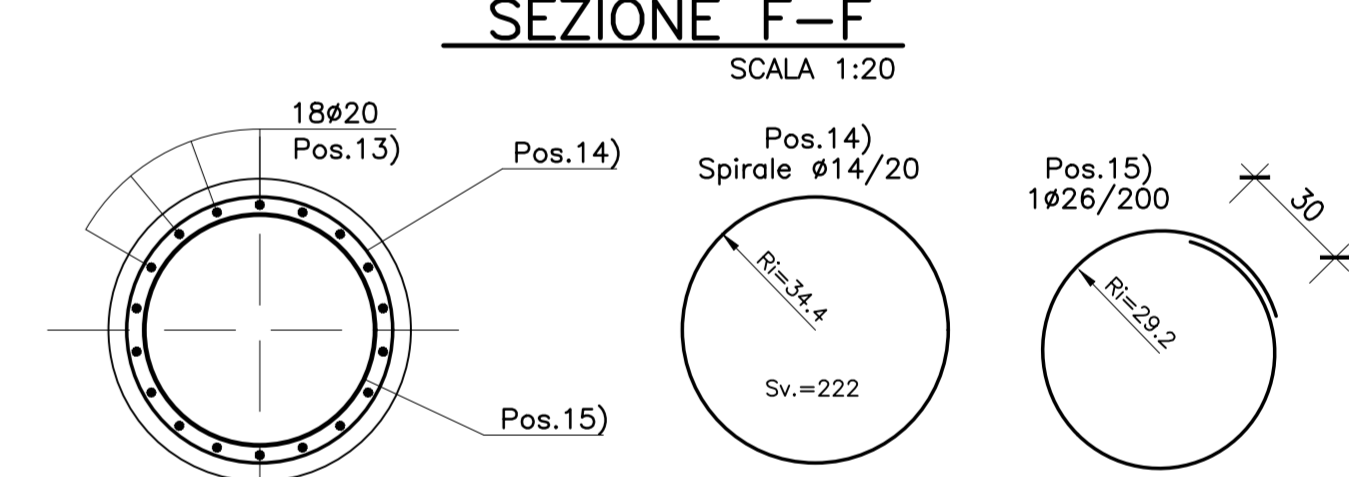 SEZIONE F-F
SCALA 1:20
18ø20
Pos.13)
Pos.14)
Pos.15)
Pos.14)
Spirale ø14/20
Ri=34.4
Sv.=222
Pos.15)
1ø26/200
Ri=29.2
30